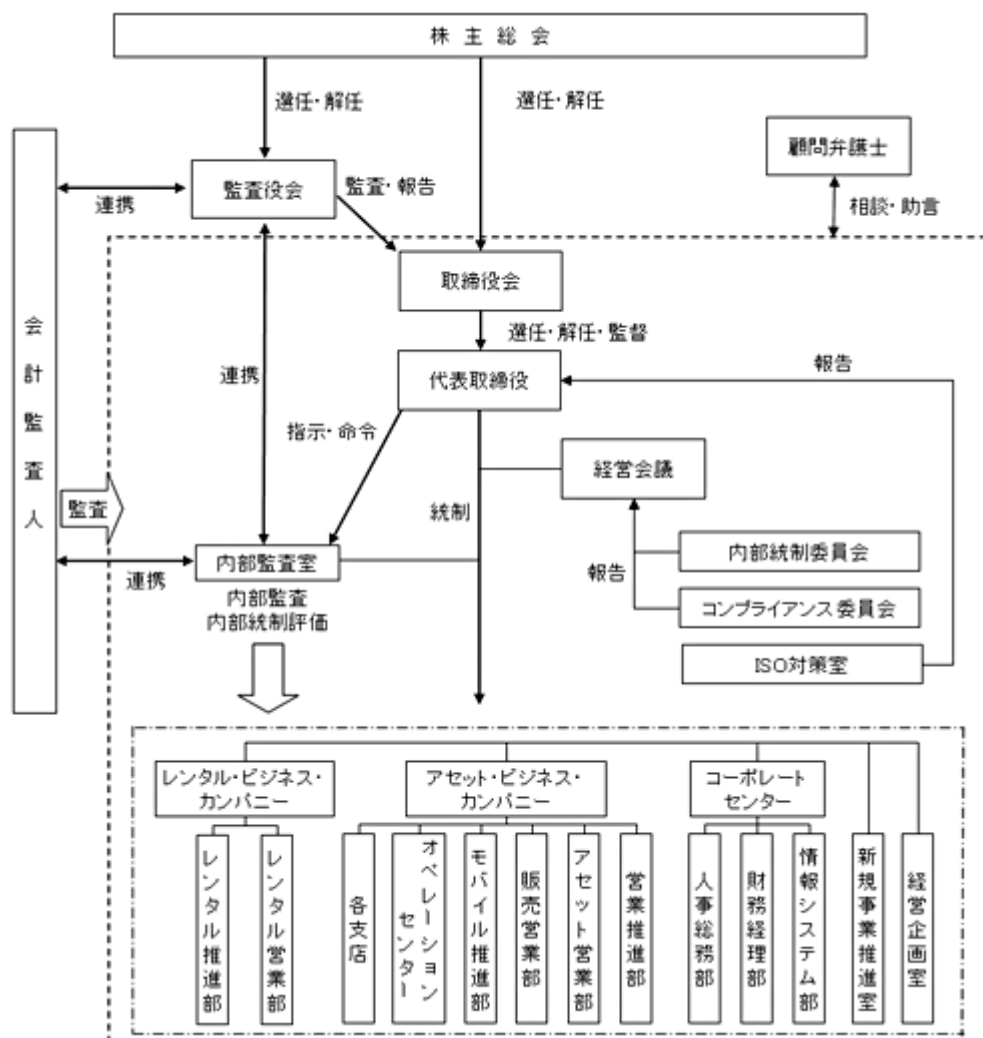 株主総会
選任・解任
選任・解任
顧問弁護士
監査役会
監査・報告
連携
相談・助言
取締役会
選任・解任・監督
会計監査人
連携
代表取締役
報告
指示・命令
経営会議
監査
統制
内部監査室
連携
内部統制委員会
報告
内部監査
内部統制評価
コンプライアンス委員会
ISO対策室
レンタル・ビジネス・
カンパニー
アセット・ビジネス・
カンパニー
コーポレート
センター
レンタル推進部
レンタル営業部
各支店
オペレーション
センター
モバイル推進部
販売営業部
アセット営業部
営業推進部
人事総務部
財務経理部
情報システム部
新規事業推進室
経営企画室